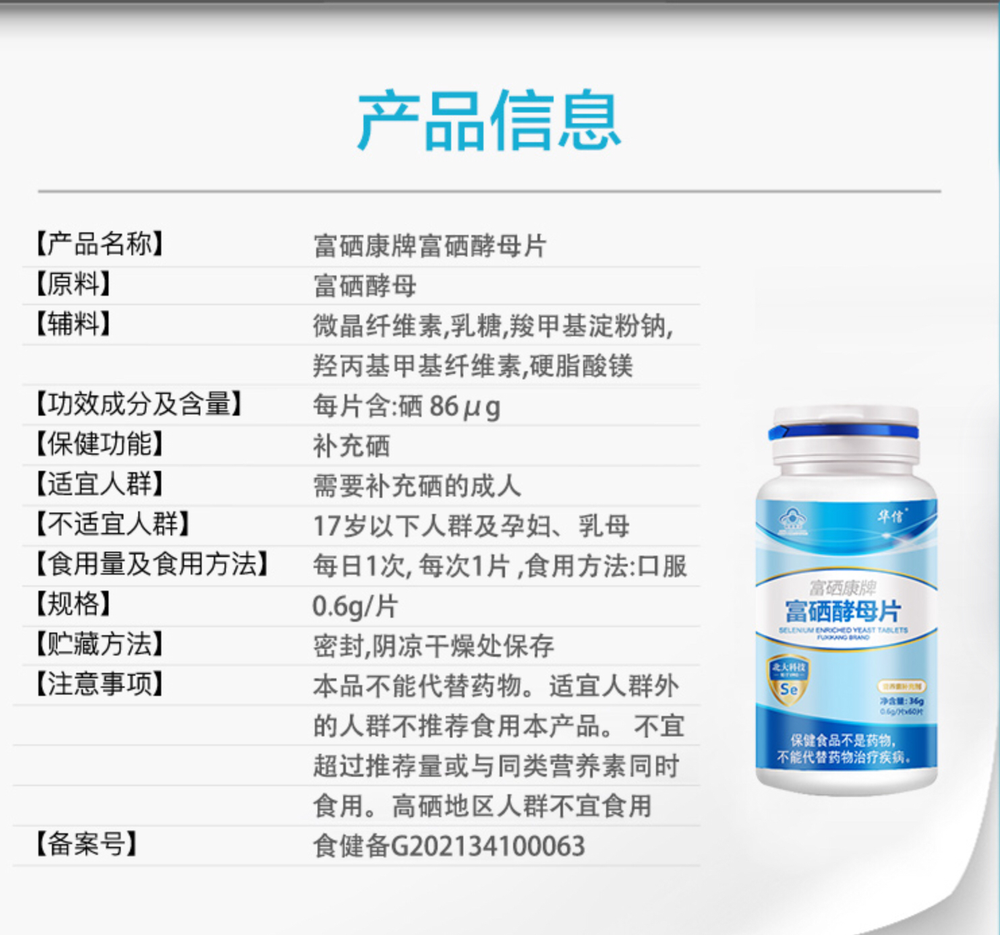 产品信息
【产品名称】 富硒康牌富硒酵母片
【原料】 富硒酵母
【辅料】 微晶纤维素,乳糖,羧甲基淀粉钠,
羟丙基甲基纤维素,硬脂酸镁
【功效成分及含量】 每片含:硒 86μg
【保健功能】 补充硒
【适宜人群】 需要补充硒的成人
【不适宜人群】 17岁以下人群及孕妇、乳母
【食用量及食用方法】 每日1次, 每次1片 ,食用方法:口服
【规格】 0.6g/片
【贮藏方法】 密封,阴凉干燥处保存
【注意事项】 本品不能代替药物。适宜人群外
的人群不推荐食用本产品。 不宜
超过推荐量或与同类营养素同时
食用。高硒地区人群不宜食用
【备案号】 食健备G202134100063
华信
富硒康牌
富硒酵母片
SELENIUM ENRICHED YEAST TABLETS
FUXIKANG BRAND
北大科技
Se
营养素补充剂
净含量:36g
0.6g/片x60片
保健食品不是药物,
不能代替药物治疗疾病。